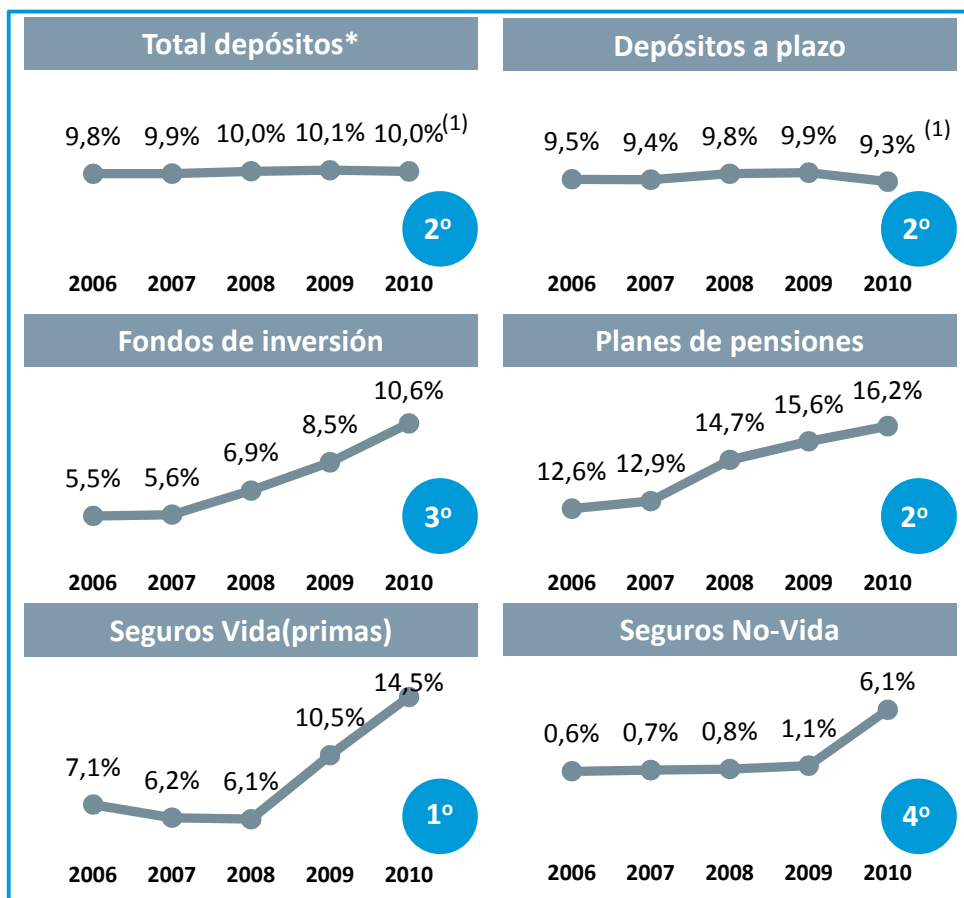 Total depósitos*
9,8% 9,9% 10,0% 10,1% 10,0%(1)
2º
2006 2007 2008 2009 2010
Depósitos a plazo
9,5% 9,4% 9,8% 9,9% 9,3% (1)
2º
2006 2007 2008 2009 2010
Fondos de inversión
5,5% 5,6% 6,9% 8,5% 10,6%
3º
2006 2007 2008 2009 2010
Planes de pensiones
12,6% 12,9% 14,7% 15,6% 16,2%
2º
2006 2007 2008 2009 2010
Seguros Vida(primas)
7,1% 6,2% 6,1% 10,5% 14,5%
1º
2006 2007 2008 2009 2010
Seguros No-Vida
0,6% 0,7% 0,8% 1,1% 6,1%
4º
2006 2007 2008 2009 2010